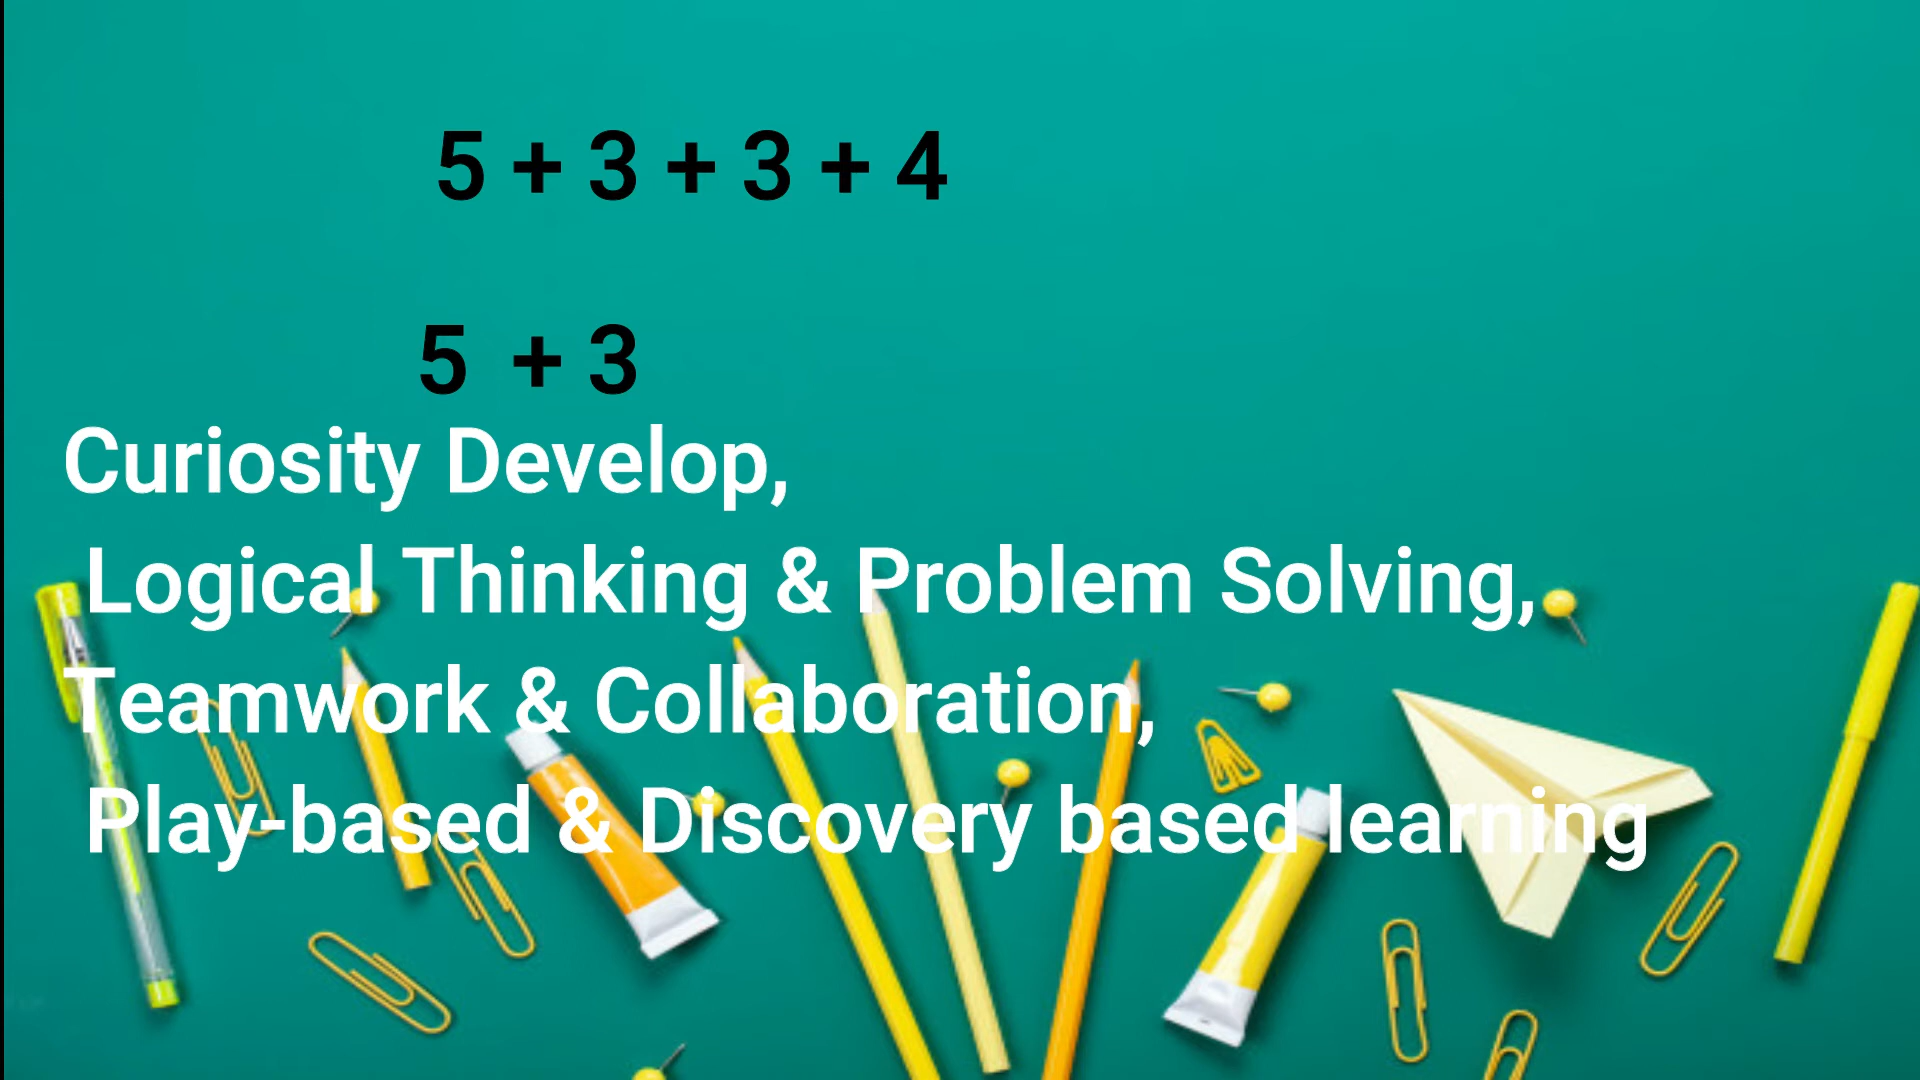 5 + 3 + 3 + 4
5 + 3
Curiosity Develop,
Logical Thinking & Problem Solving,
Teamwork & Collaboration,
Play-based & Discovery based learning